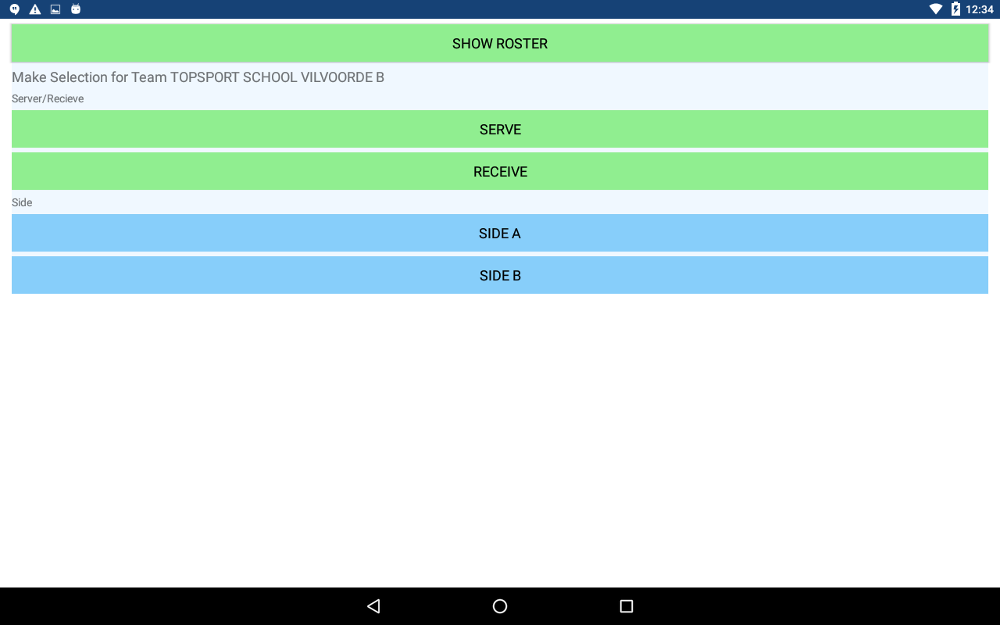 12:34
SHOW ROSTER
Make Selection for Team TOPSPORT SCHOOL VILVOORDE B
Server/Recieve
SERVE
RECEIVE
Side
SIDE A
SIDE B